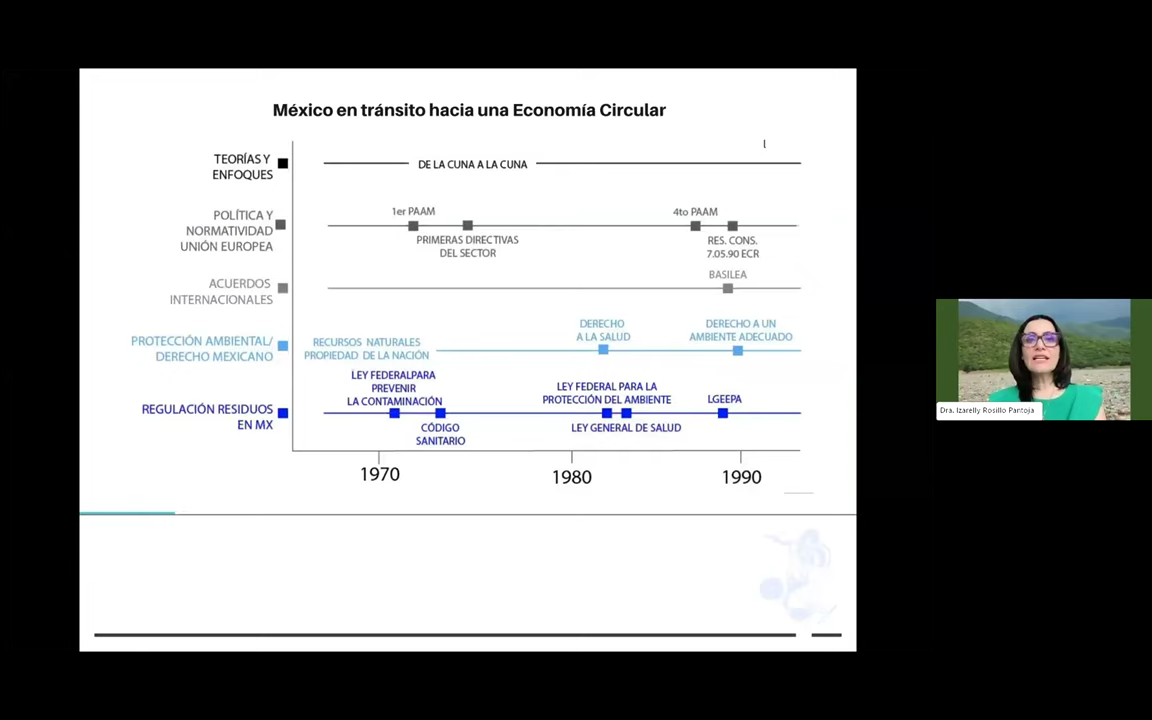 México en tránsito hacia una Economía Circular
TEORÍAS Y
ENFOQUES
DE LA CUNA A LA CUNA
POLÍTICA Y
NORMATIVIDAD
UNIÓN EUROPEA
1er PAAM
PRIMERAS DIRECTIVAS
DEL SECTOR
4to PAAM
RES. CONS.
7.05.90 ECR
ACUERDOS
INTERNACIONALES
BASILEA
PROTECCIÓN AMBIENTAL/
DERECHO MEXICANO
RECURSOS NATURALES
PROPIEDAD DE LA NACIÓN
DERECHO
A LA SALUD
DERECHO A UN
AMBIENTE ADECUADO
REGULACIÓN RESIDUOS
EN MX
LEY FEDERALPARA
PREVENIR
LA CONTAMINACIÓN
CÓDIGO
SANITARIO
LEY FEDERAL PARA LA
PROTECCIÓN DEL AMBIENTE
LEY GENERAL DE SALUD
LGEEPA
1970
1980
1990
Dra. Izarelly Rosillo Pantoja